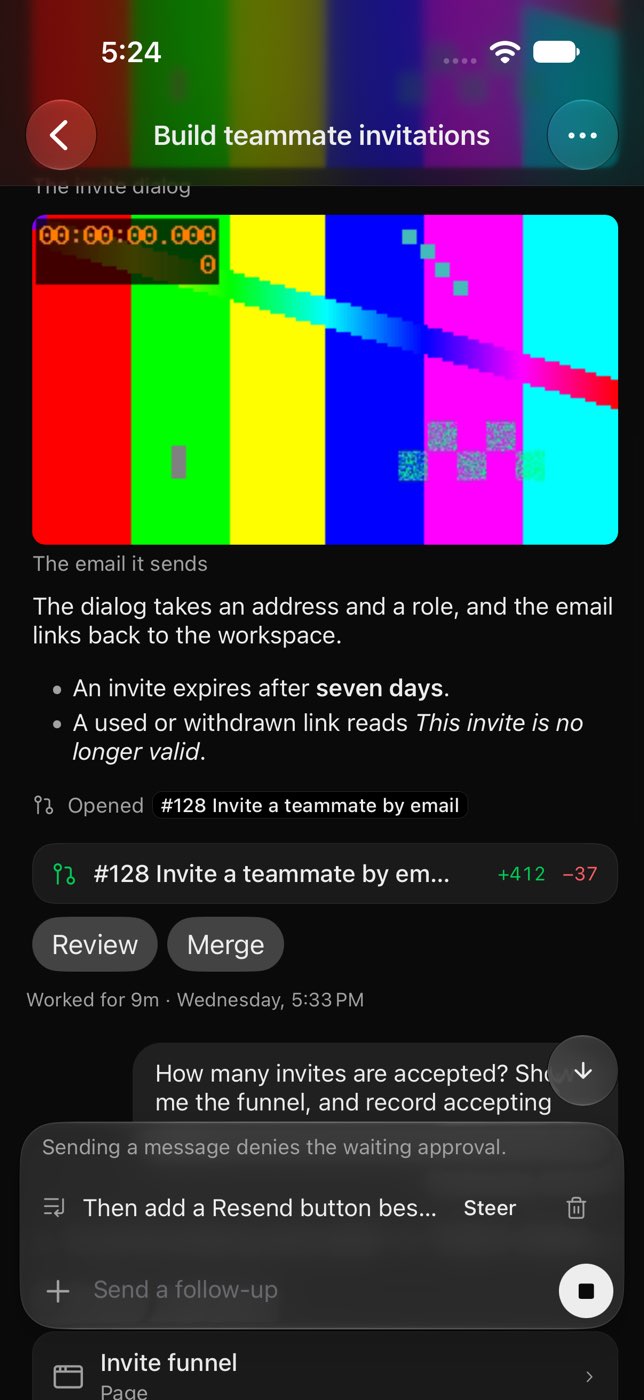 5:24
Build teammate invitations
The invite dialog
00:00:00.000
0
The email it sends
The dialog takes an address and a role, and the email
links back to the workspace.
• An invite expires after seven days.
• A used or withdrawn link reads This invite is no
longer valid.
Opened #128 Invite a teammate by email
#128 Invite a teammate by em... +412 −37
Review Merge
Worked for 9m · Wednesday, 5:33 PM
How many invites are accepted? Show
me the funnel, and record accepting
Sending a message denies the waiting approval.
Then add a Resend button bes... Steer
Send a follow-up
Invite funnel
Page